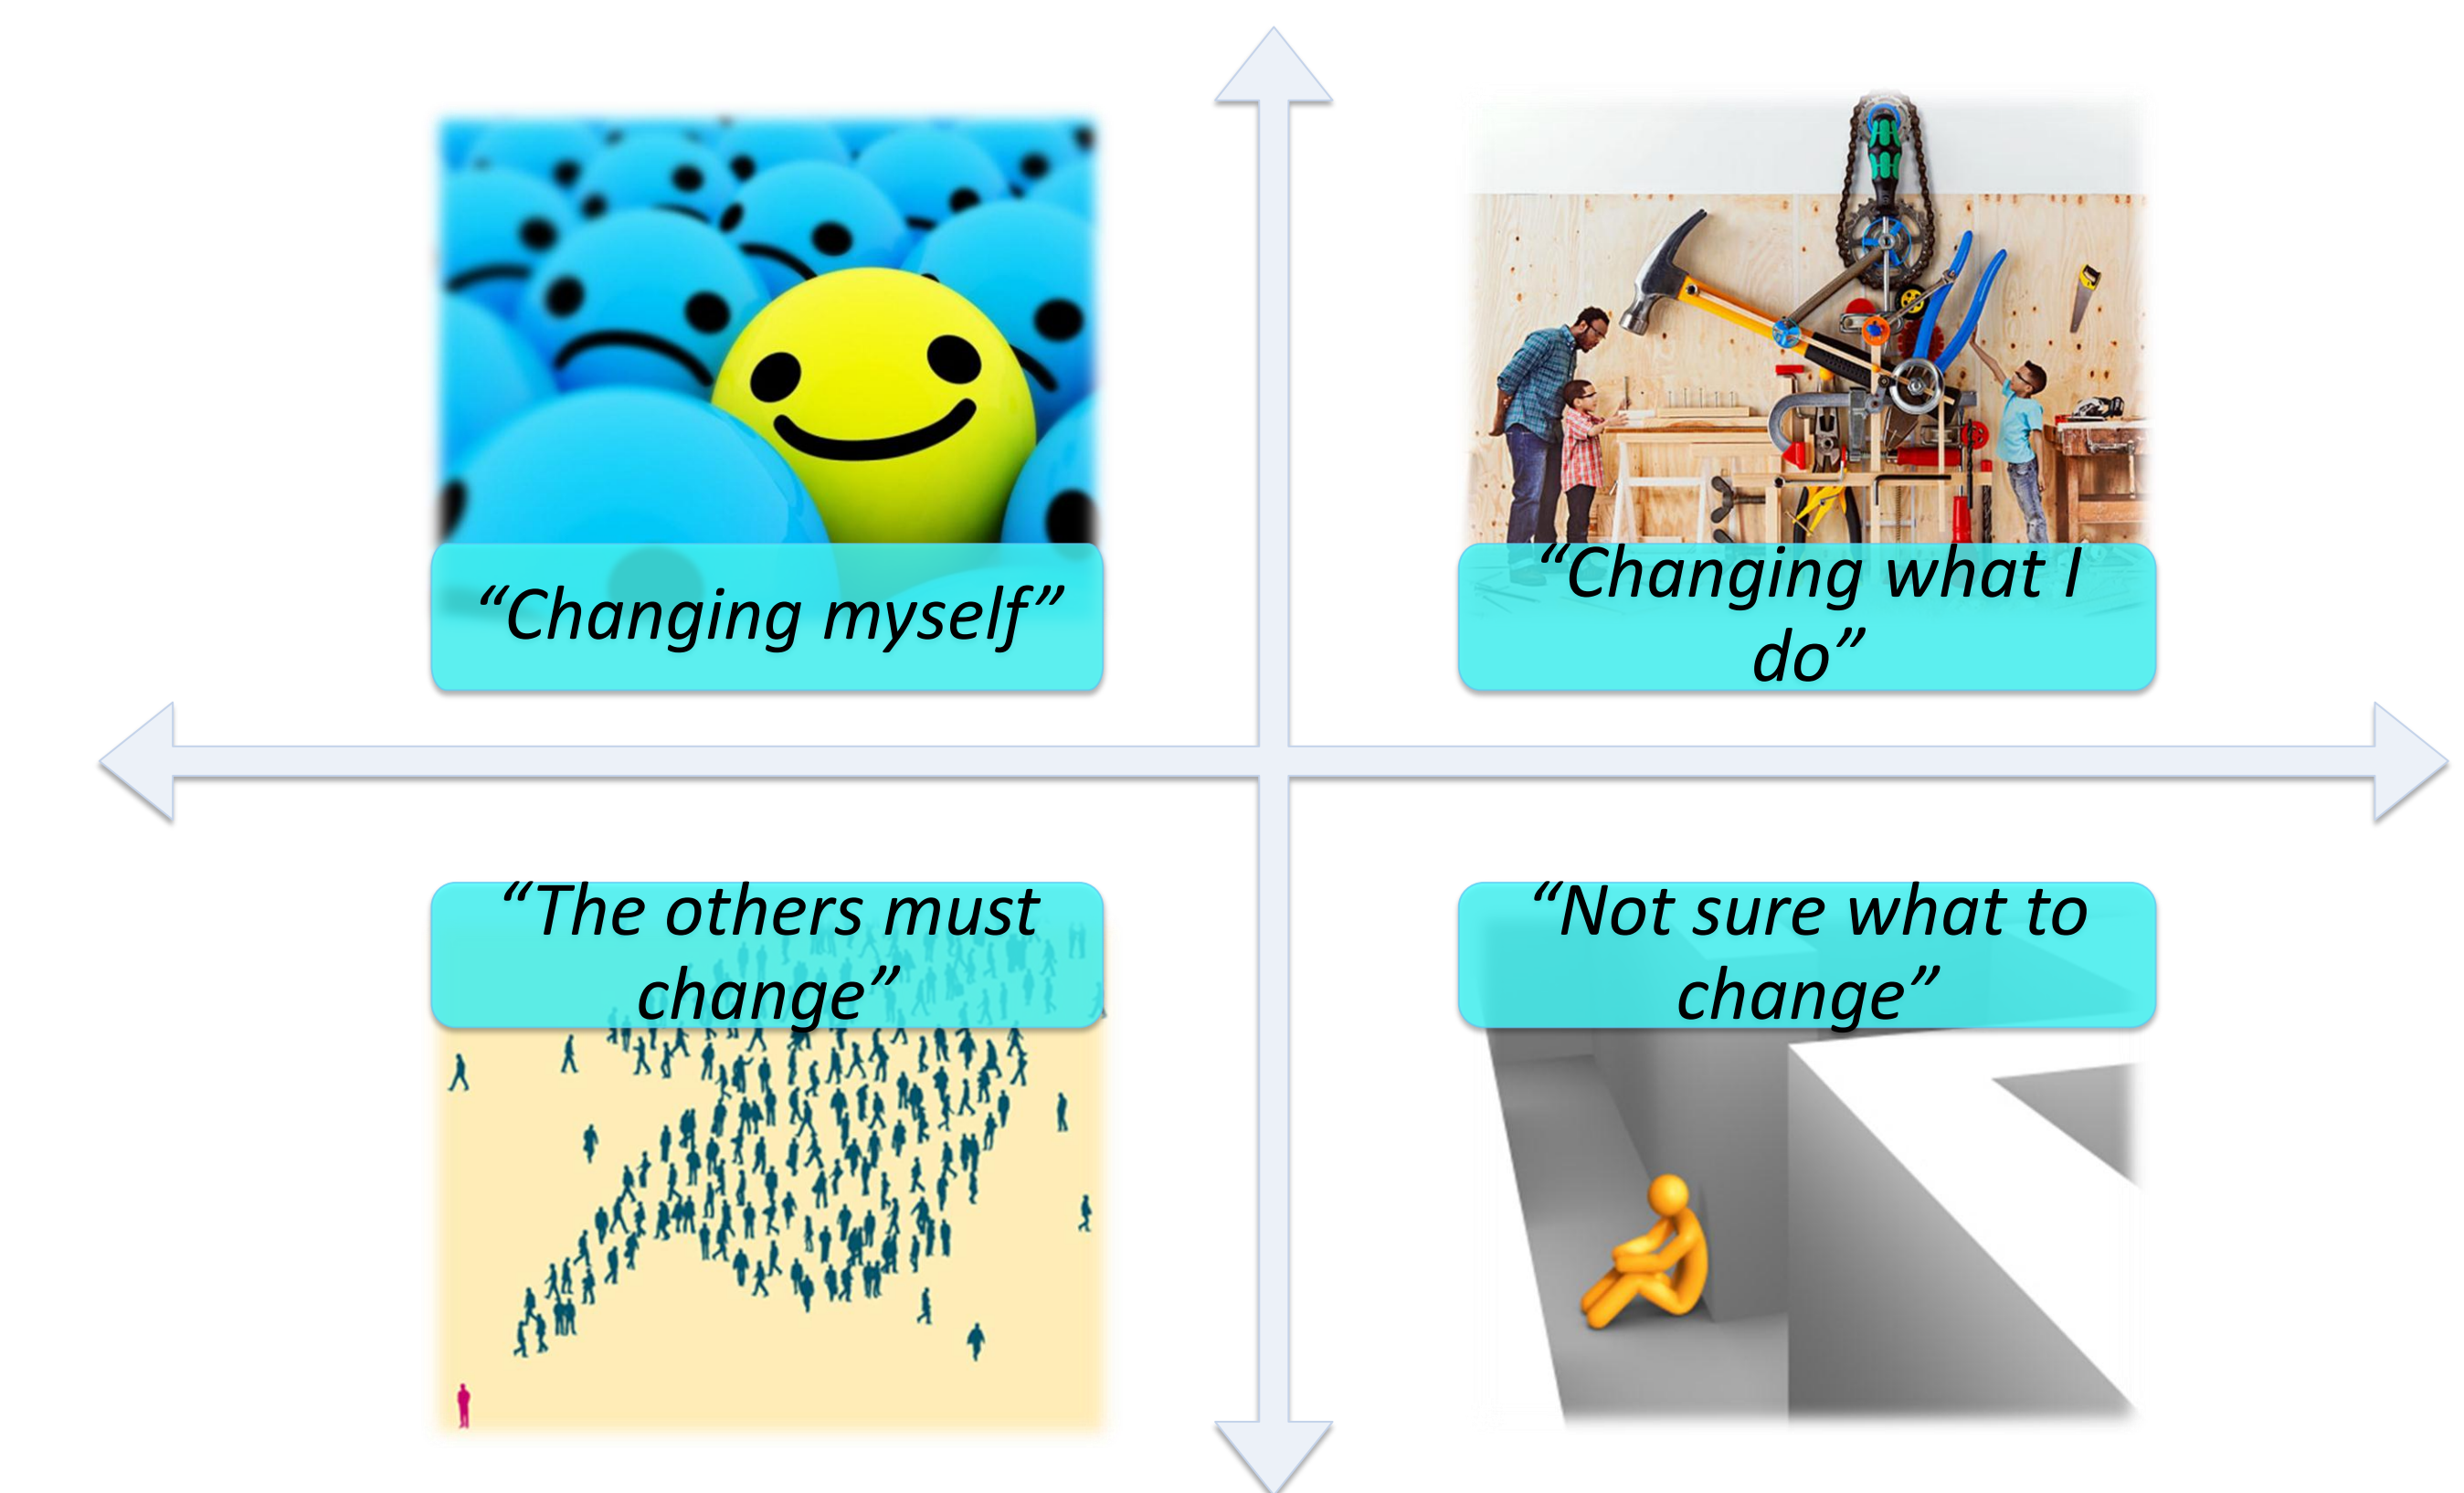 “Changing myself”
“Changing what I
do”
“The others must
change”
“Not sure what to
change”